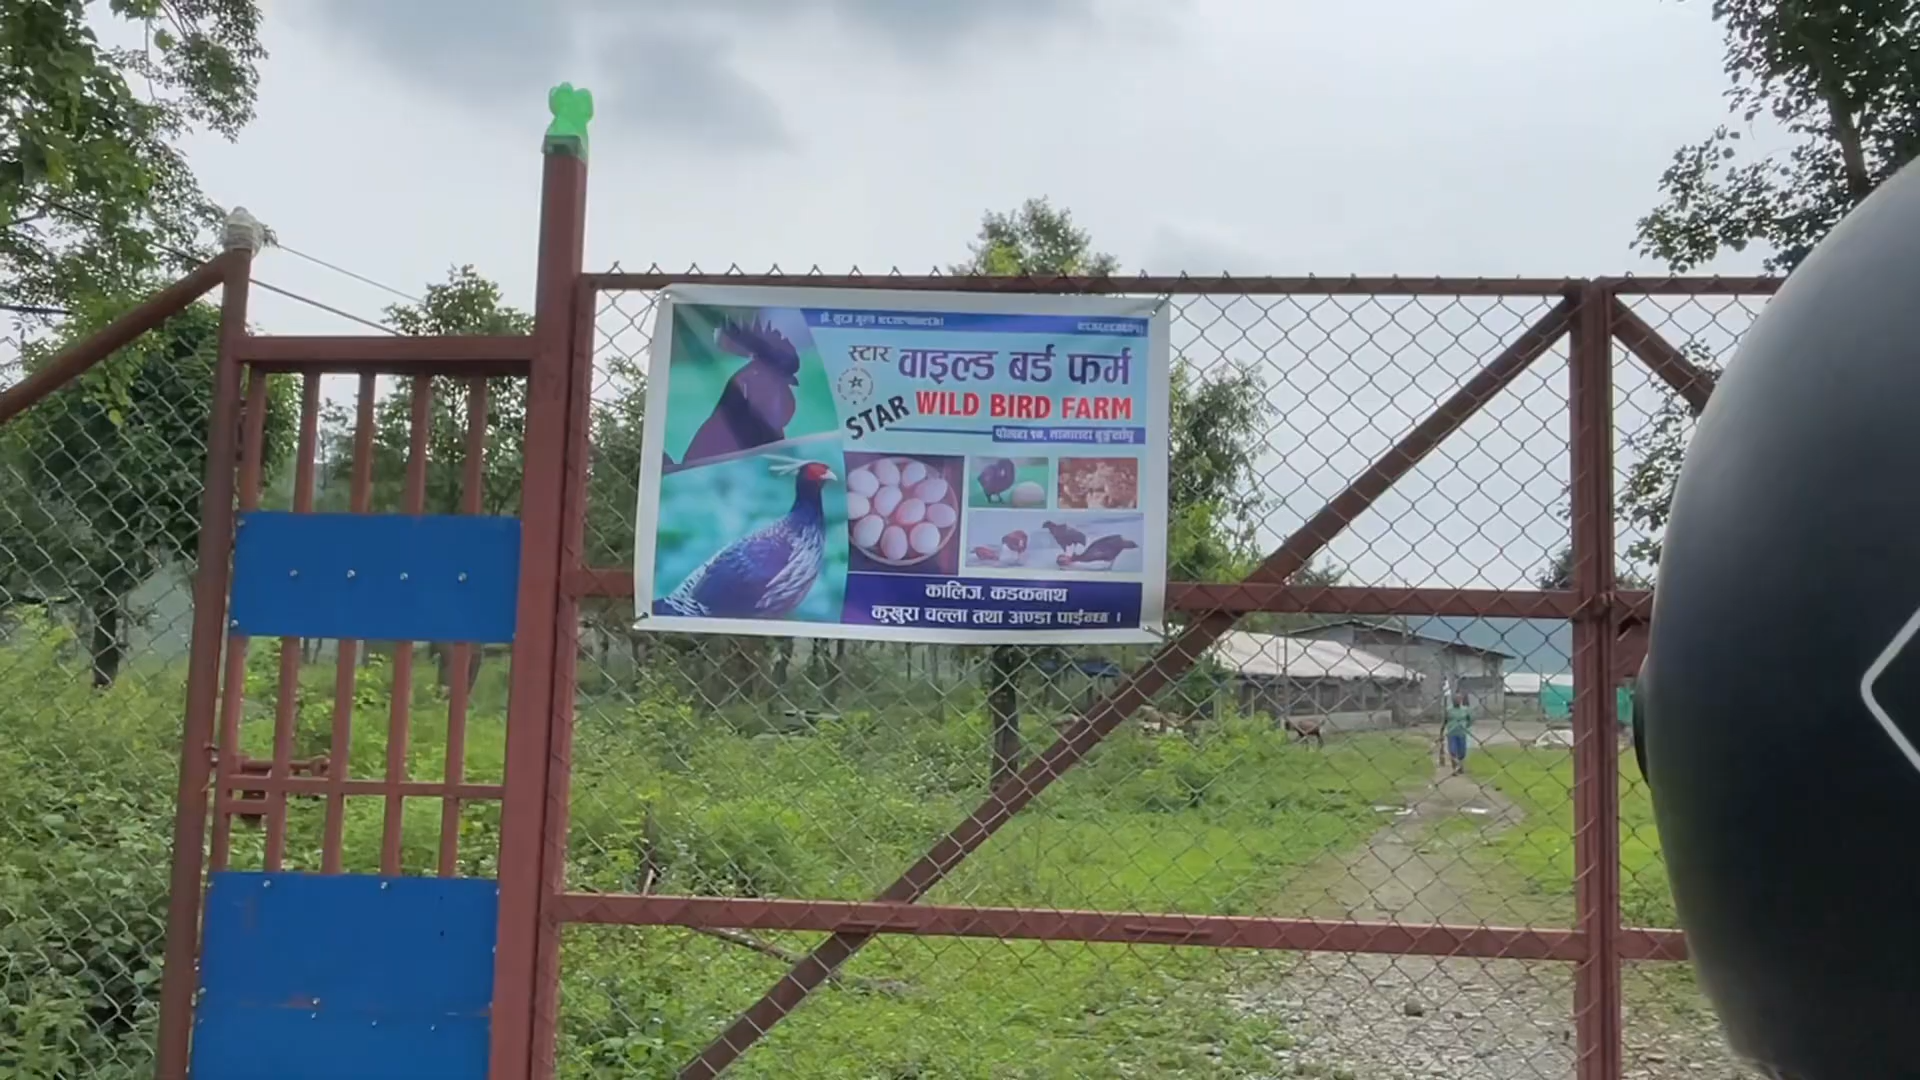 स्टार वाइल्ड बर्ड फर्म
STAR WILD BIRD FARM
कालिज, कडकनाथ
कुखुरा चल्ला तथा अण्डा पाईन्छ ।